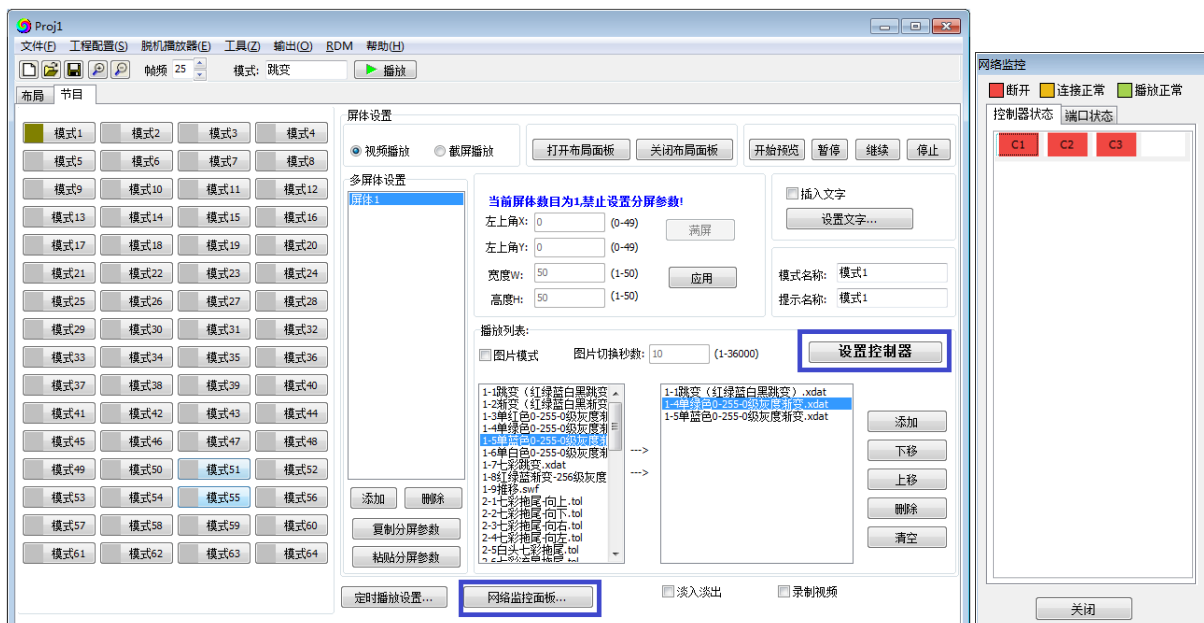 Proj1
文件(F) 工程配置(S) 脱机播放器(E) 工具(Z) 输出(O) RDM 帮助(H)
帧频 25 模式: 跳变 播放
布局 节目
模式1 模式2 模式3 模式4
模式5 模式6 模式7 模式8
模式9 模式10 模式11 模式12
模式13 模式14 模式15 模式16
模式17 模式18 模式19 模式20
模式21 模式22 模式23 模式24
模式25 模式26 模式27 模式28
模式29 模式30 模式31 模式32
模式33 模式34 模式35 模式36
模式37 模式38 模式39 模式40
模式41 模式42 模式43 模式44
模式45 模式46 模式47 模式48
模式49 模式50 模式51 模式52
模式53 模式54 模式55 模式56
模式57 模式58 模式59 模式60
模式61 模式62 模式63 模式64
屏体设置
视频播放 截屏播放 打开布局面板 关闭布局面板 开始预览 暂停 继续 停止
多屏体设置
屏体1
添加 删除
复制分屏参数
粘贴分屏参数
当前屏体数目为1,禁止设置分屏参数!
左上角X: 0 (0-49) 满屏
左上角Y: 0 (0-49)
宽度W: 50 (1-50) 应用
高度H: 50 (1-50)
插入文字
设置文字...
模式名称: 模式1
提示名称: 模式1
播放列表:
图片模式 图片切换秒数: 10 (1-36000) 设置控制器
1-1跳变（红绿蓝白黑跳变
1-2渐变（红绿蓝白黑渐变
1-3单红色0-255-0级灰度渐
1-4单绿色0-255-0级灰度渐
1-5单蓝色0-255-0级灰度渐
1-6单白色0-255-0级灰度渐
1-7七彩跳变.xdat
1-8红绿蓝渐变-256级灰度
1-9推移.swf
2-1七彩拖尾-向上.tol
2-2七彩拖尾-向下.tol
2-3七彩拖尾-向右.tol
2-4七彩拖尾-向左.tol
2-5白头七彩拖尾.tol
--->
--->
1-1跳变（红绿蓝白黑跳变）.xdat
1-4单绿色0-255-0级灰度渐变.xdat
1-5单蓝色0-255-0级灰度渐变.xdat
添加
下移
上移
删除
清空
定时播放设置... 网络监控面板... 淡入淡出 录制视频
网络监控
断开 连接正常 播放正常
控制器状态 端口状态
C1 C2 C3
关闭